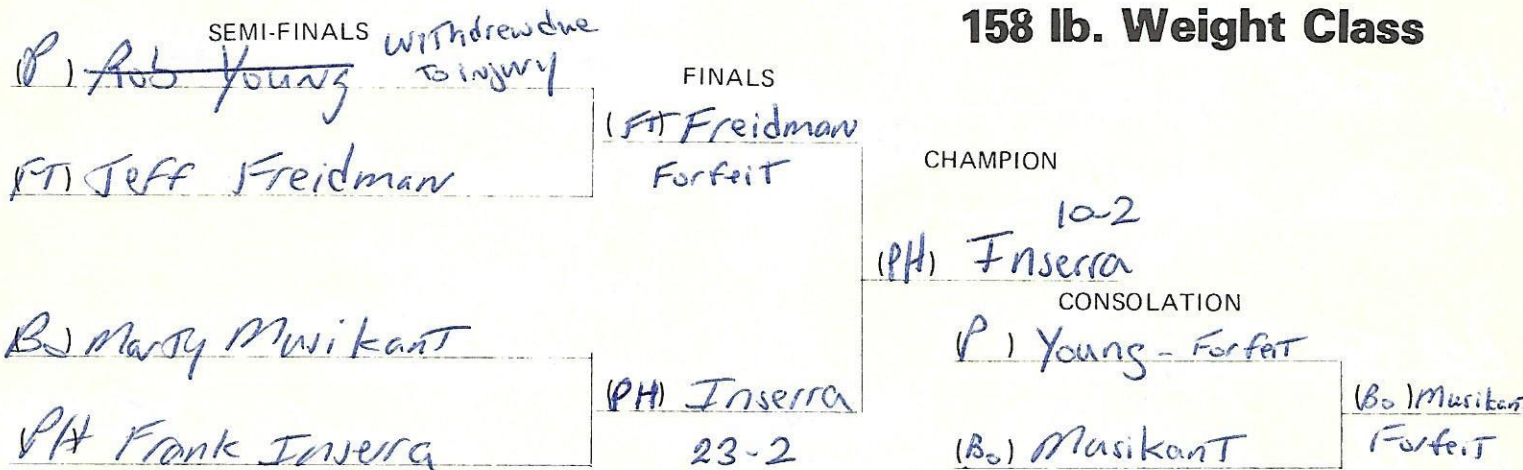 158 lb. Weight Class
SEMI-FINALS
(P) Rob Young withdrew due
To injury
(FT) Jeff Freidman
(Bo) Marty Musikant
PH Frank Inserra
FINALS
(FT) Freidman
Forfeit
(PH) Inserra
23-2
CHAMPION
10-2
(PH) Inserra
CONSOLATION
(P) Young - Forfeit
(Bo) Musikant
(Bo) Musikant
Forfeit